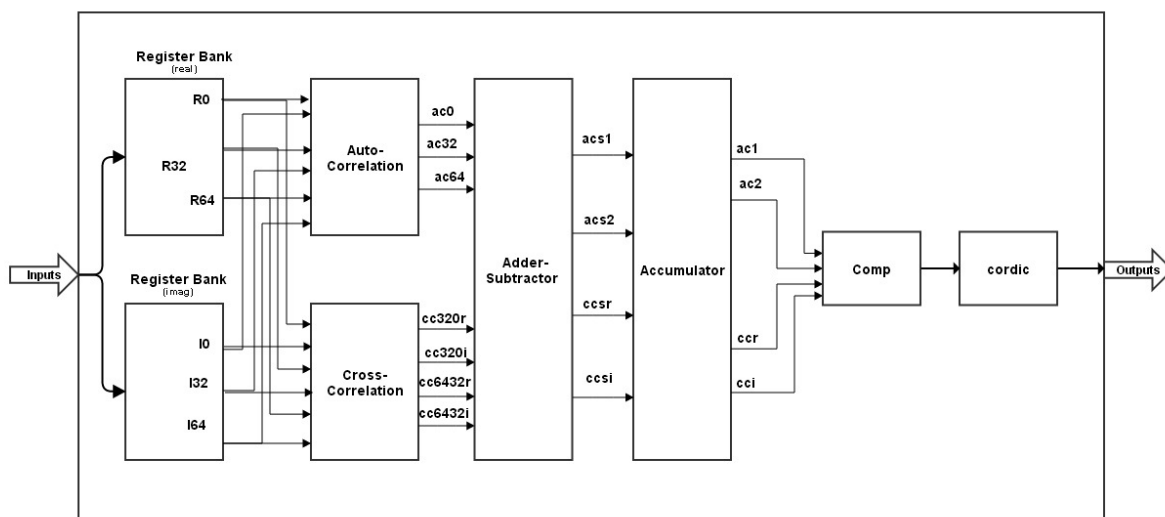 Register Bank
(real)
R0
R32
R64
Auto-
Correlation
ac0
ac32
ac64
Inputs
Register Bank
(imag)
I0
I32
I64
Cross-
Correlation
cc320r
cc320i
cc6432r
cc6432i
Adder-
Subtractor
acs1
acs2
ccsr
ccsi
Accumulator
ac1
ac2
ccr
cci
Comp
cordic
Outputs